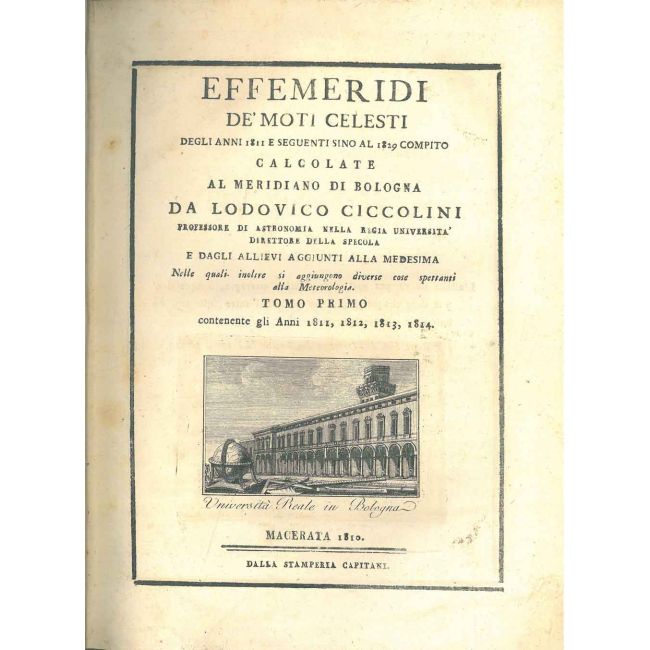 EFFEMERIDI
DE' MOTI CELESTI
DEGLI ANNI 1811 E SEGUENTI SINO AL 1829 COMPITO
CALCOLATE
AL MERIDIANO DI BOLOGNA
DA LODOVICO CICCOLINI
PROFESSORE DI ASTRONOMIA NELLA REGIA UNIVERSITA'
DIRETTORE DELLA SPECOLA
E DAGLI ALLIEVI AGGIUNTI ALLA MEDESIMA
Nelle quali inoltre si aggiungono diverse cose spettanti
alla Meteorologia.
TOMO PRIMO
contenente gli Anni 1811, 1812, 1813, 1814.
Università Reale in Bologna
MACERATA 1810.
DALLA STAMPERIA CAPITANI.